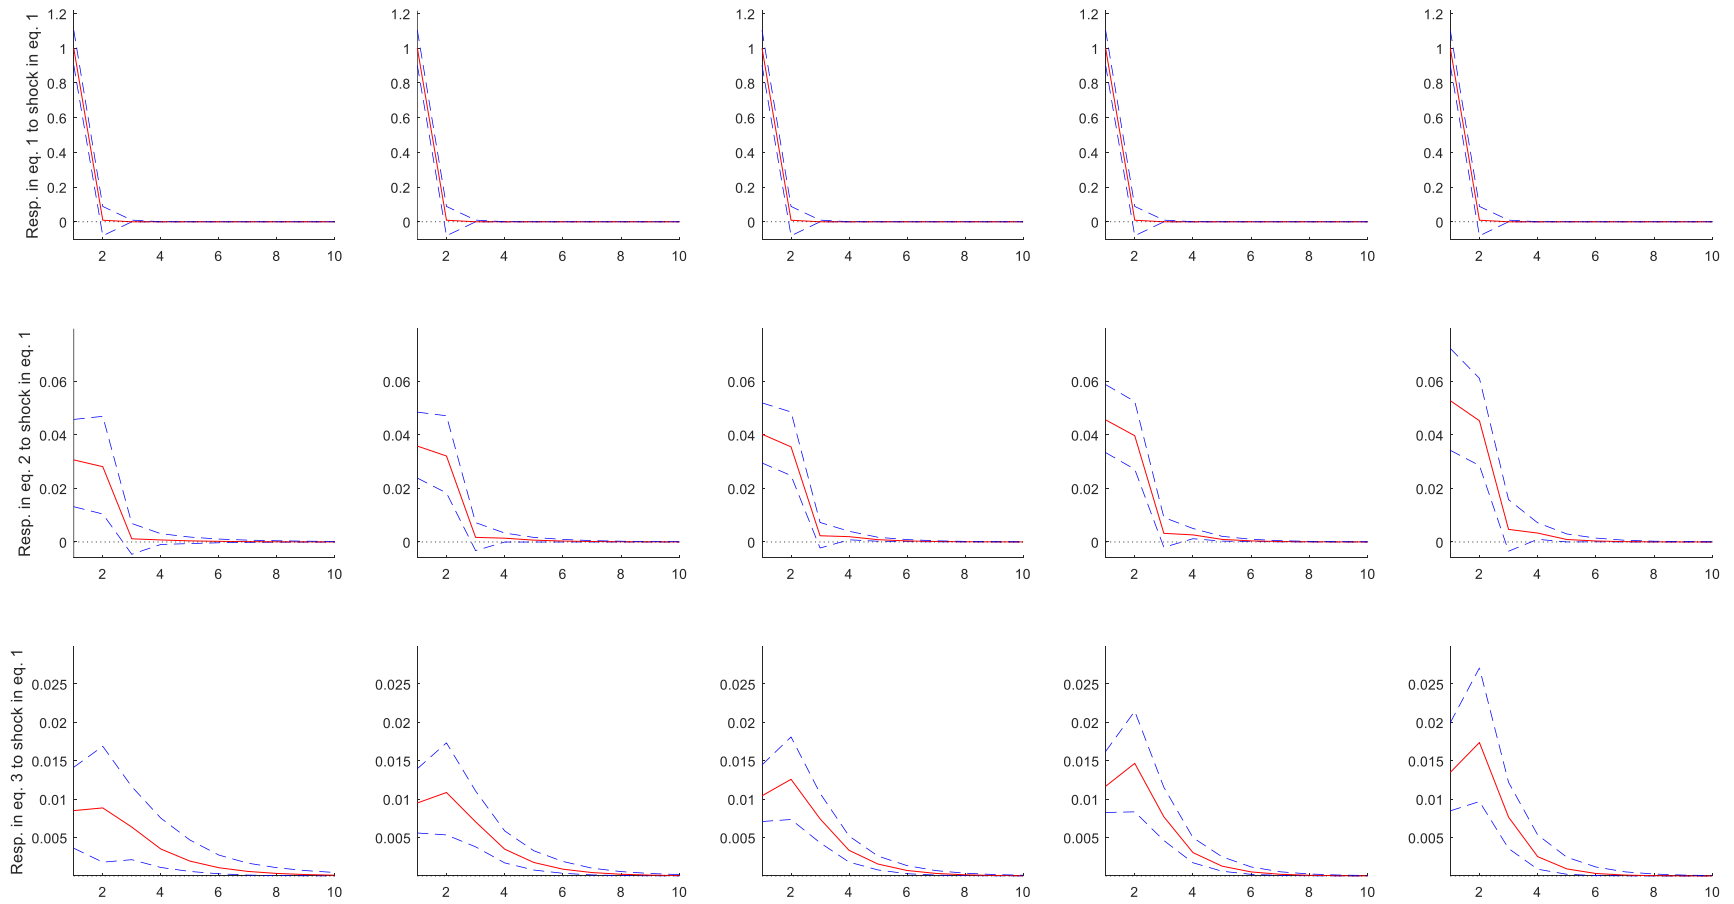 Resp. in eq. 1 to shock in eq. 1
1.2 1.2 1.2 1.2 1.2
1 1 1 1 1
0.8 0.8 0.8 0.8 0.8
0.6 0.6 0.6 0.6 0.6
0.4 0.4 0.4 0.4 0.4
0.2 0.2 0.2 0.2 0.2
0 0 0 0 0
2 4 6 8 10 2 4 6 8 10 2 4 6 8 10 2 4 6 8 10 2 4 6 8 10
Resp. in eq. 2 to shock in eq. 1
0.06 0.06 0.06 0.06 0.06
0.04 0.04 0.04 0.04 0.04
0.02 0.02 0.02 0.02 0.02
0 0 0 0 0
2 4 6 8 10 2 4 6 8 10 2 4 6 8 10 2 4 6 8 10 2 4 6 8 10
Resp. in eq. 3 to shock in eq. 1
0.025 0.025 0.025 0.025 0.025
0.02 0.02 0.02 0.02 0.02
0.015 0.015 0.015 0.015 0.015
0.01 0.01 0.01 0.01 0.01
0.005 0.005 0.005 0.005 0.005
2 4 6 8 10 2 4 6 8 10 2 4 6 8 10 2 4 6 8 10 2 4 6 8 10